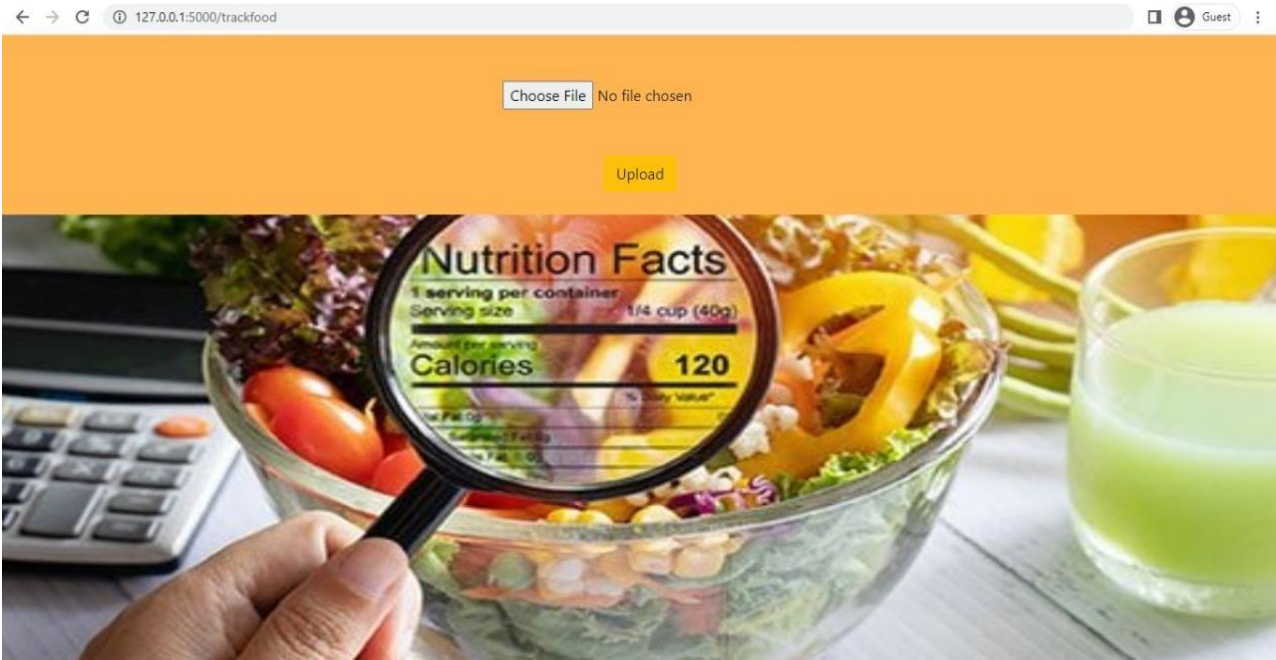 127.0.0.1:5000/trackfood
Guest
Choose File No file chosen
Upload
Nutrition Facts
1 serving per container
Serving size 1/4 cup (40g)
Amount per serving
Calories 120
% Daily Value*